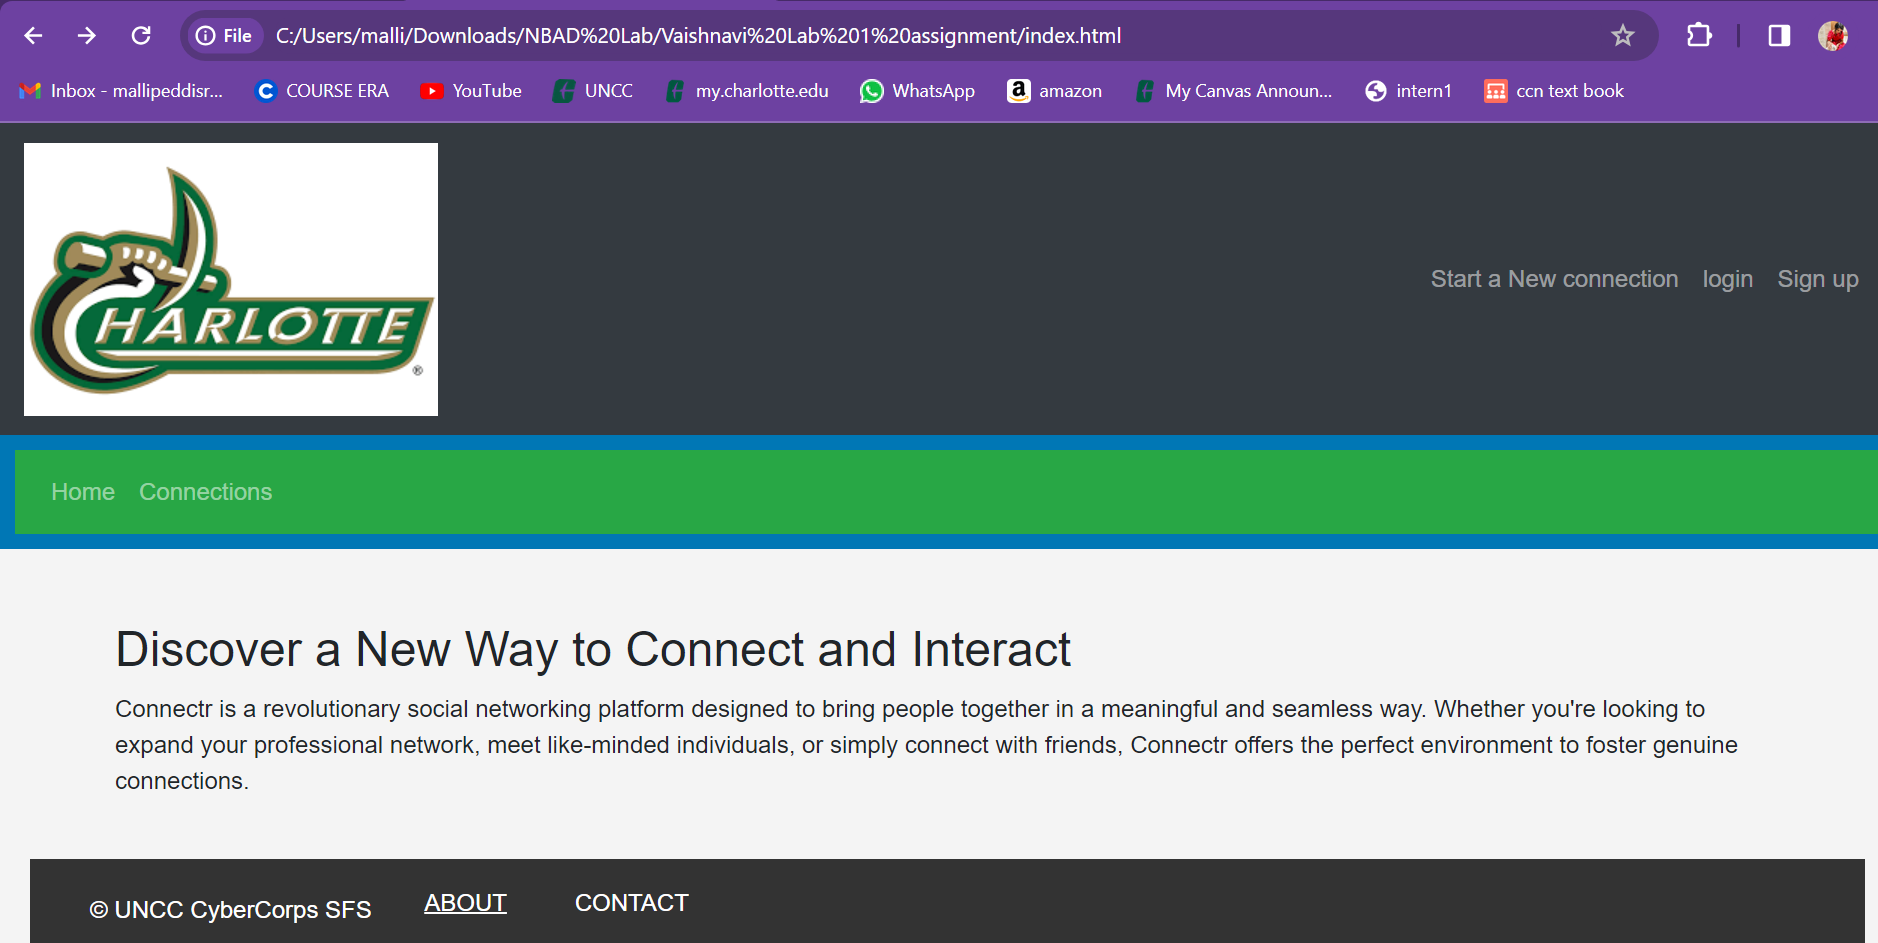 File C:/Users/malli/Downloads/NBAD%20Lab/Vaishnavi%20Lab%201%20assignment/index.html
Inbox - mallipeddisr... COURSE ERA YouTube UNCC my.charlotte.edu WhatsApp a amazon My Canvas Announ... intern1 ccn text book
CHARLOTTE ®
Start a New connection login Sign up
Home Connections
Discover a New Way to Connect and Interact
Connectr is a revolutionary social networking platform designed to bring people together in a meaningful and seamless way. Whether you're looking to
expand your professional network, meet like-minded individuals, or simply connect with friends, Connectr offers the perfect environment to foster genuine
connections.
© UNCC CyberCorps SFS ABOUT CONTACT